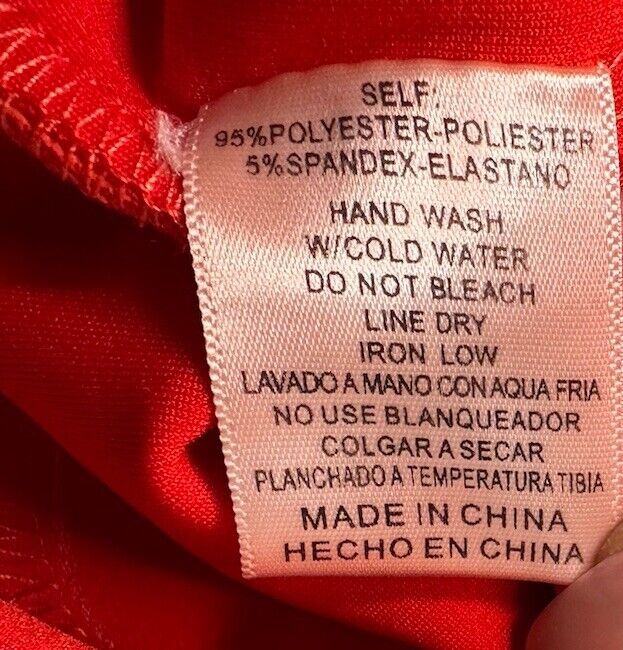 SELF:
95%POLYESTER-POLIESTER
5%SPANDEX-ELASTANO
HAND WASH
W/COLD WATER
DO NOT BLEACH
LINE DRY
IRON LOW
LAVADO A MANO CON AQUA FRIA
NO USE BLANQUEADOR
COLGAR A SECAR
PLANCHADO A TEMPERATURA TIBIA
MADE IN CHINA
HECHO EN CHINA